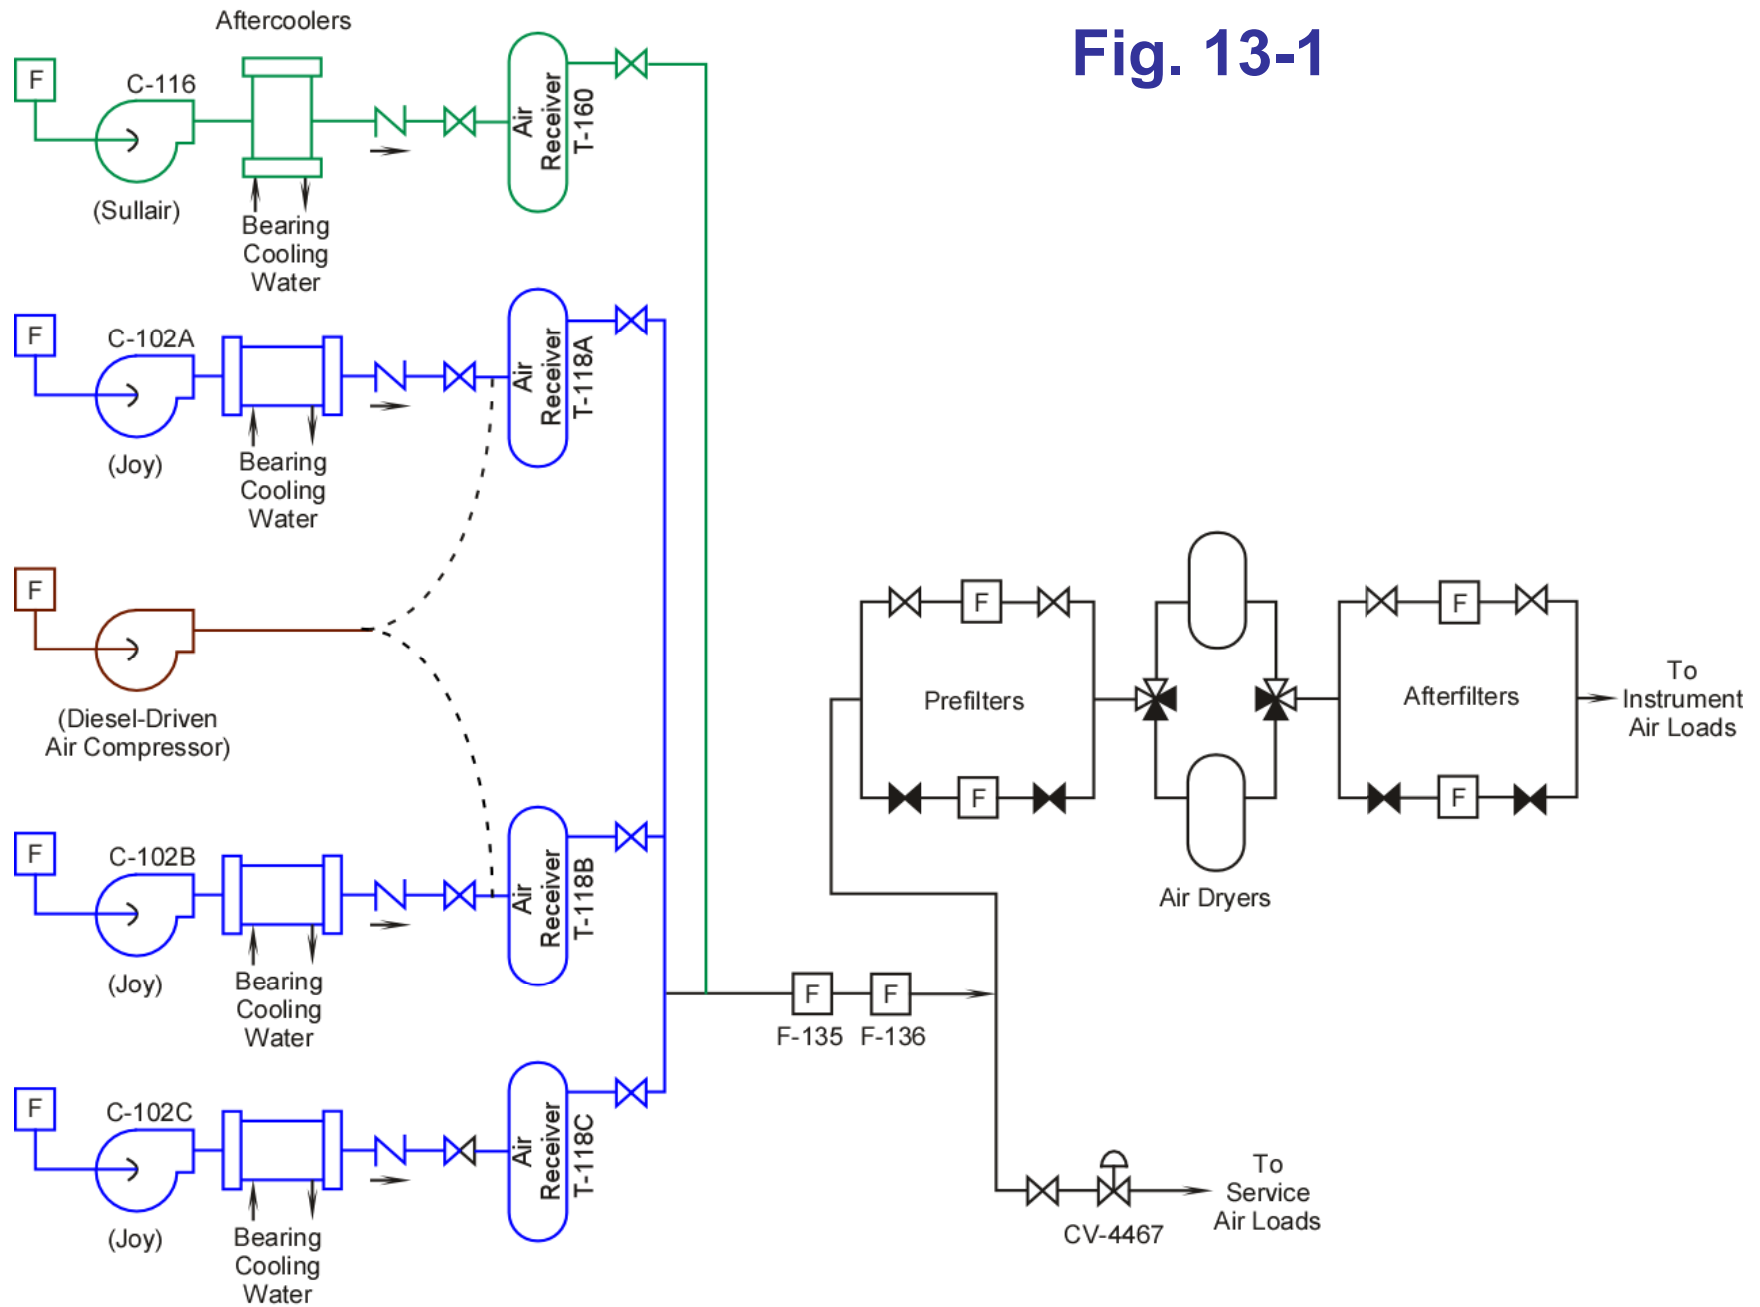 Fig. 13-1
Aftercoolers
F
C-116
(Sullair)
Bearing
Cooling
Water
Air
Receiver
T-160
F
C-102A
(Joy)
Bearing
Cooling
Water
Air
Receiver
T-118A
F
(Diesel-Driven
Air Compressor)
F
C-102B
(Joy)
Bearing
Cooling
Water
Air
Receiver
T-118B
F
C-102C
(Joy)
Bearing
Cooling
Water
Air
Receiver
T-118C
F
F-135
F
F-136
F
Prefilters
F
Air Dryers
F
Afterfilters
F
To
Instrument
Air Loads
CV-4467
To
Service
Air Loads